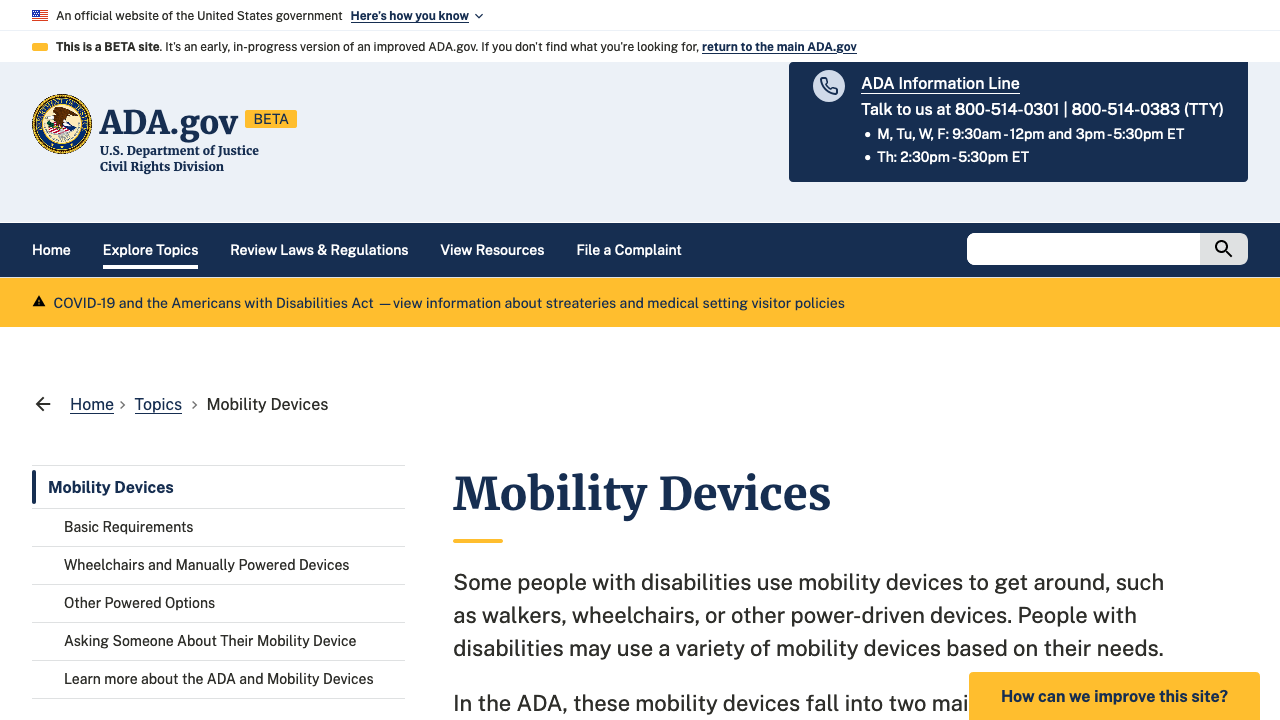 An official website of the United States government Here's how you know
This is a BETA site. It's an early, in-progress version of an improved ADA.gov. If you don't find what you're looking for, return to the main ADA.gov
ADA.gov BETA
U.S. Department of Justice
Civil Rights Division
ADA Information Line
Talk to us at 800-514-0301 | 800-514-0383 (TTY)
• M, Tu, W, F: 9:30am - 12pm and 3pm - 5:30pm ET
• Th: 2:30pm - 5:30pm ET
Home Explore Topics Review Laws & Regulations View Resources File a Complaint
COVID-19 and the Americans with Disabilities Act —view information about streateries and medical setting visitor policies
Home > Topics > Mobility Devices
Mobility Devices
Basic Requirements
Wheelchairs and Manually Powered Devices
Other Powered Options
Asking Someone About Their Mobility Device
Learn more about the ADA and Mobility Devices
Mobility Devices
Some people with disabilities use mobility devices to get around, such
as walkers, wheelchairs, or other power-driven devices. People with
disabilities may use a variety of mobility devices based on their needs.
In the ADA, these mobility devices fall into two mai
How can we improve this site?